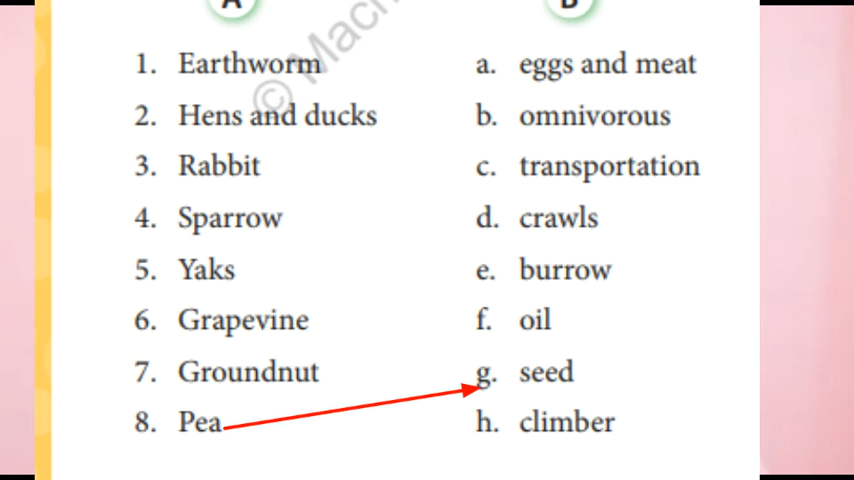 A B
© Mach
1. Earthworm a. eggs and meat
2. Hens and ducks b. omnivorous
3. Rabbit c. transportation
4. Sparrow d. crawls
5. Yaks e. burrow
6. Grapevine f. oil
7. Groundnut g. seed
8. Pea h. climber